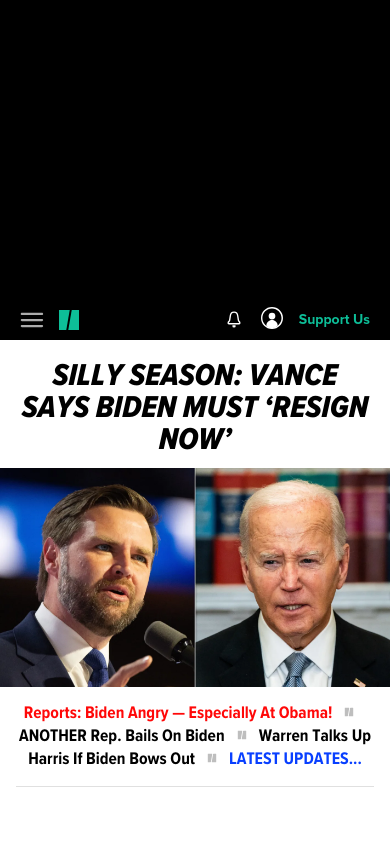 Support Us
SILLY SEASON: VANCE
SAYS BIDEN MUST ‘RESIGN
NOW’
Reports: Biden Angry — Especially At Obama!
ANOTHER Rep. Bails On Biden Warren Talks Up
Harris If Biden Bows Out LATEST UPDATES...